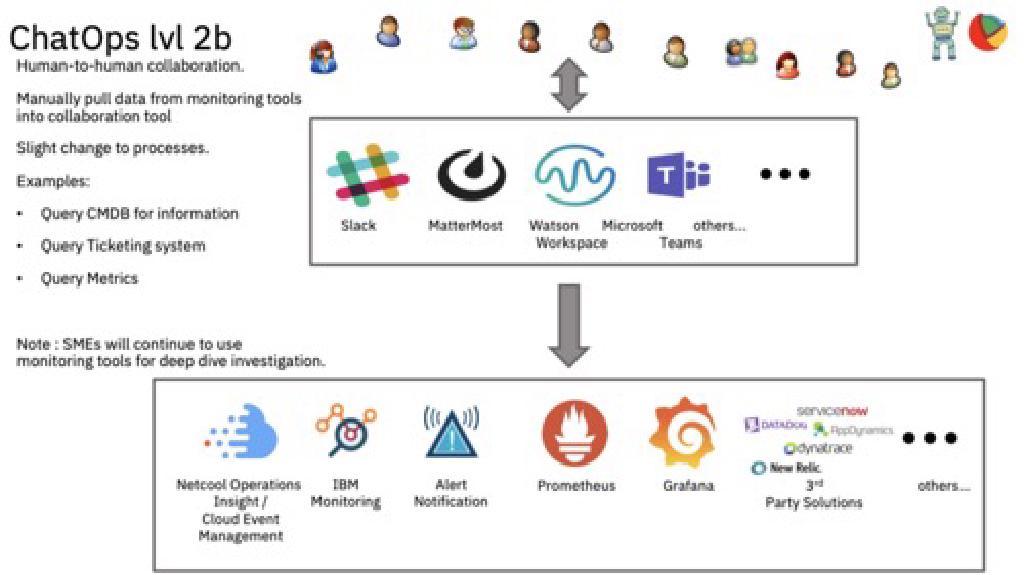 ChatOps lvl 2b
Human-to-human collaboration.
Manually pull data from monitoring tools
into collaboration tool
Slight change to processes.
Examples:
• Query CMDB for information
• Query Ticketing system
• Query Metrics
Note : SMEs will continue to use
monitoring tools for deep dive investigation.
T
Slack
MatterMost
Watson
Workspace
Microsoft
Teams
others...
servicenow
DATADOG
AppDynamics
dynatrace
New Relic.
Netcool Operations
Insight /
Cloud Event
Management
IBM
Monitoring
Alert
Notification
Prometheus
Grafana
3rd
Party Solutions
others...